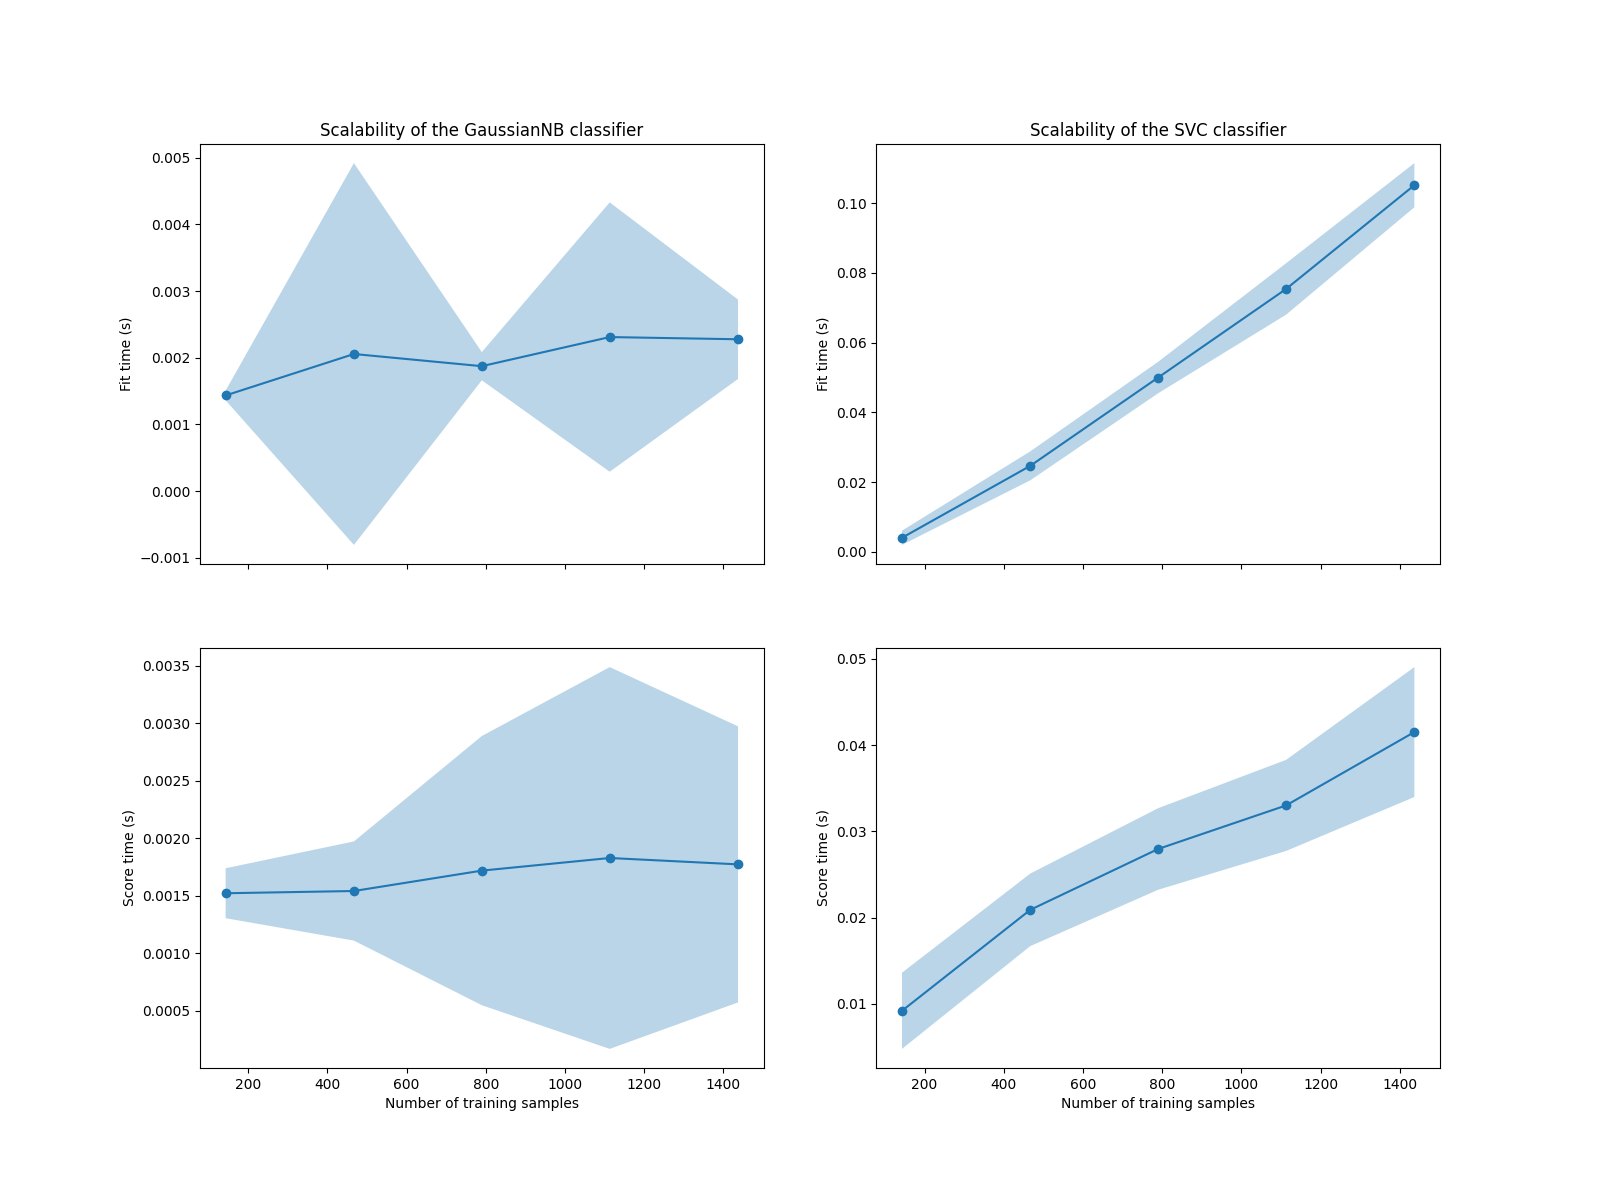 Scalability of the GaussianNB classifier
0.005
0.004
0.003
0.002
0.001
0.000
−0.001
Fit time (s)
Scalability of the SVC classifier
0.10
0.08
0.06
0.04
0.02
0.00
Fit time (s)
0.0035
0.0030
0.0025
0.0020
0.0015
0.0010
0.0005
Score time (s)
200 400 600 800 1000 1200 1400
Number of training samples
0.05
0.04
0.03
0.02
0.01
Score time (s)
200 400 600 800 1000 1200 1400
Number of training samples